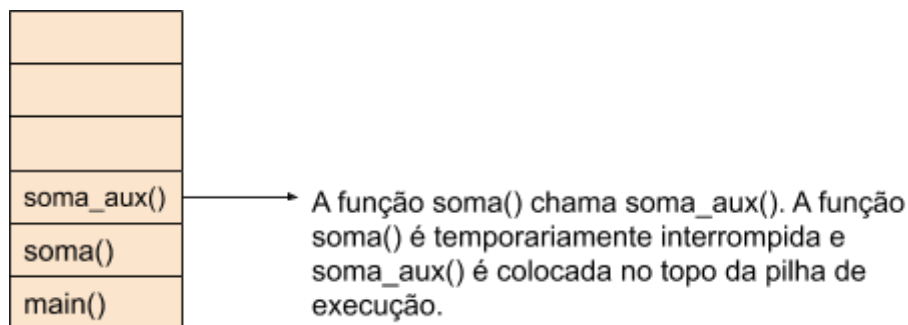 soma_aux()
soma()
main()
A função soma() chama soma_aux(). A função
soma() é temporariamente interrompida e
soma_aux() é colocada no topo da pilha de
execução.